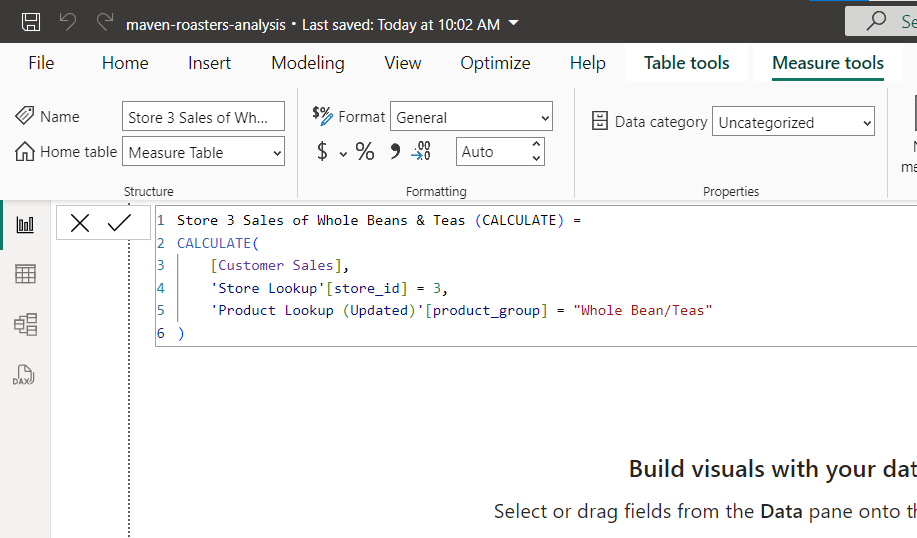 maven-roasters-analysis • Last saved: Today at 10:02 AM
File Home Insert Modeling View Optimize Help Table tools Measure tools
Name Store 3 Sales of Wh... $% Format General Data category Uncategorized
Home table Measure Table $ % , .00 →0 Auto
Structure Formatting Properties
1 Store 3 Sales of Whole Beans & Teas (CALCULATE) =
2 CALCULATE(
3 [Customer Sales],
4 'Store Lookup'[store_id] = 3,
5 'Product Lookup (Updated)'[product_group] = "Whole Bean/Teas"
6 )
DAX
Build visuals with your dat
Select or drag fields from the Data pane onto th